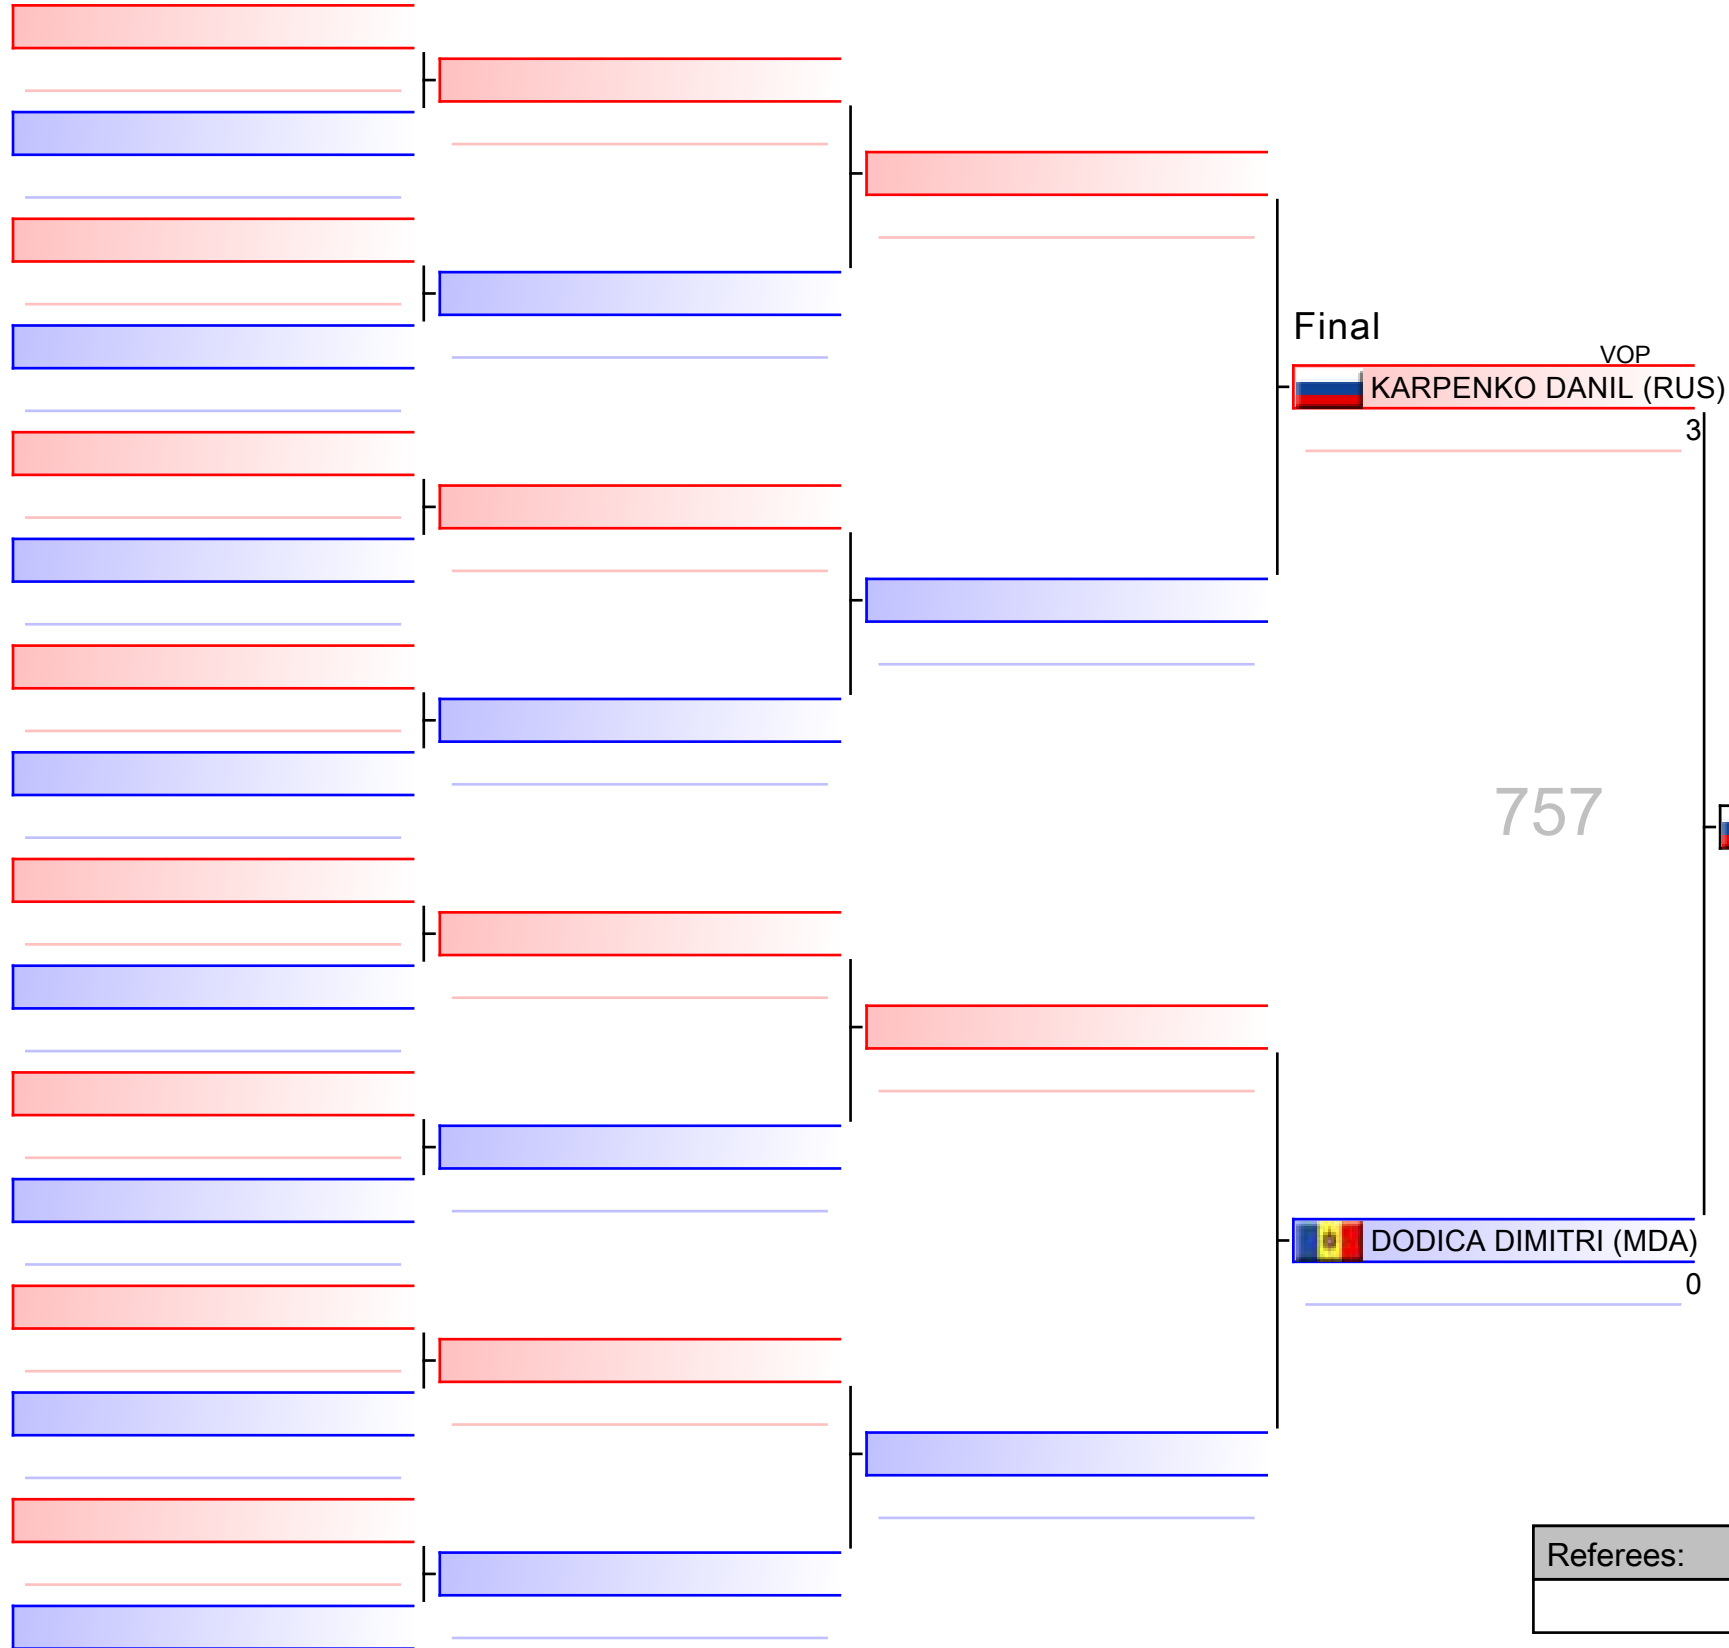 Final
VOP
KARPENKO DANIL (RUS)
3
757
DODICA DIMITRI (MDA)
0
Referees: